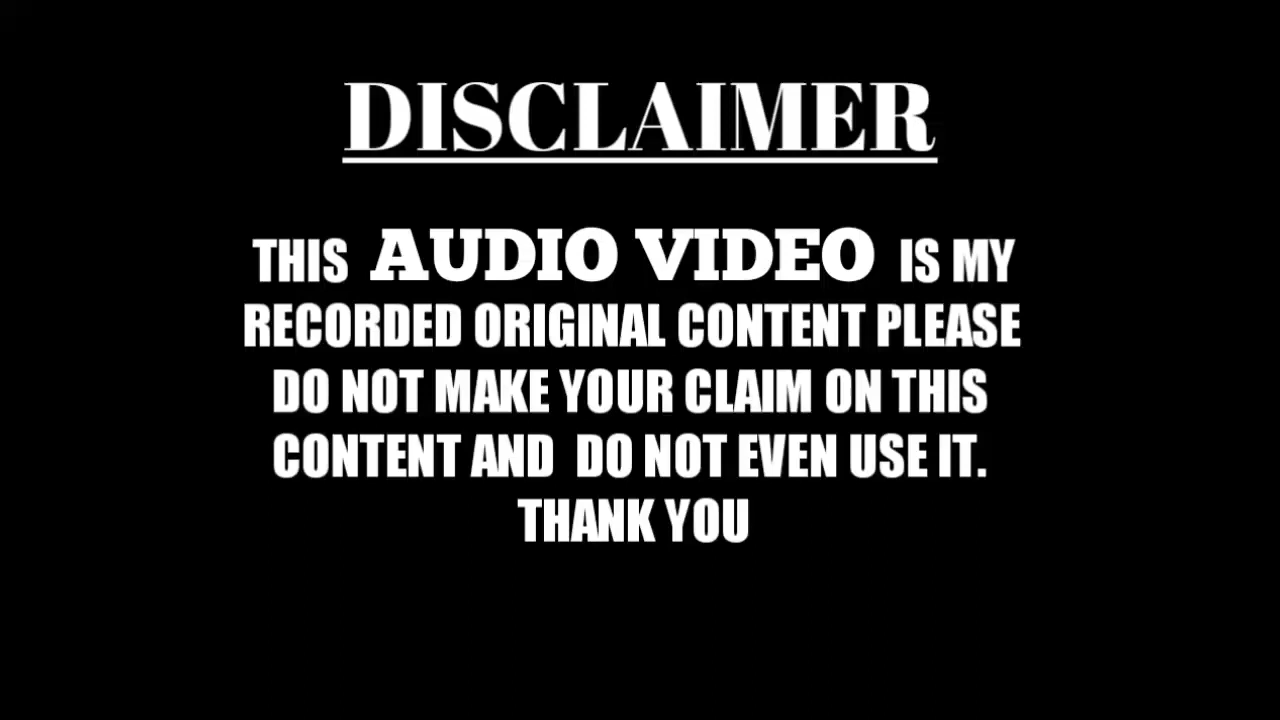 DISCLAIMER
THIS AUDIO VIDEO IS MY
RECORDED ORIGINAL CONTENT PLEASE
DO NOT MAKE YOUR CLAIM ON THIS
CONTENT AND DO NOT EVEN USE IT.
THANK YOU